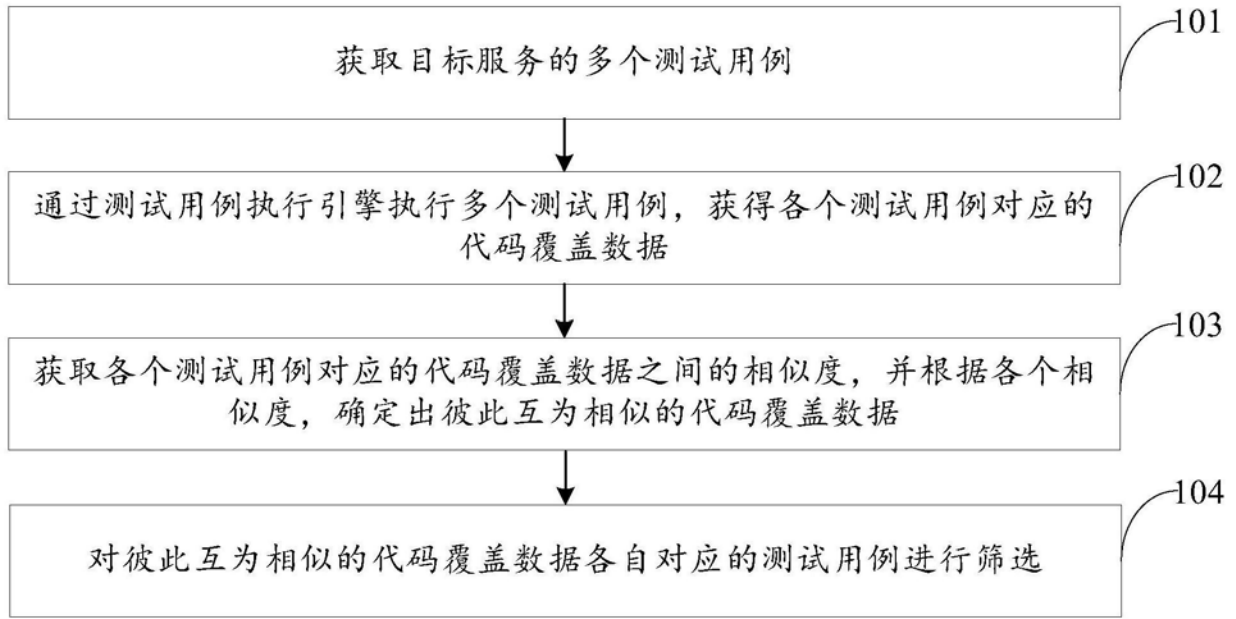 101
获取目标服务的多个测试用例
102
通过测试用例执行引擎执行多个测试用例，获得各个测试用例对应的
代码覆盖数据
103
获取各个测试用例对应的代码覆盖数据之间的相似度，并根据各个相
似度，确定出彼此互为相似的代码覆盖数据
104
对彼此互为相似的代码覆盖数据各自对应的测试用例进行筛选